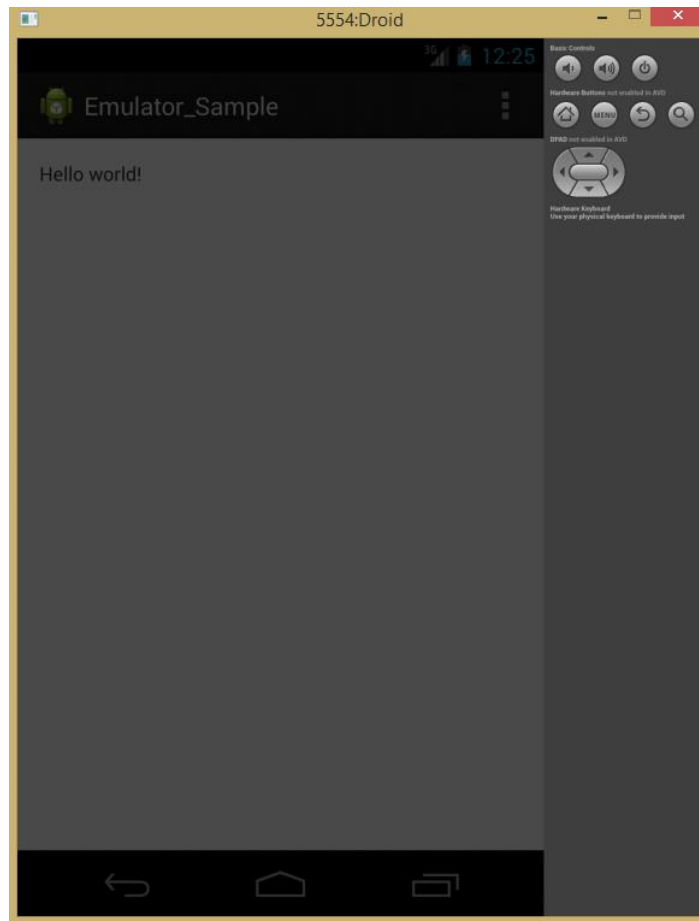 5554:Droid
3G 12:25
Emulator_Sample
Hello world!
Basic Controls
Hardware Buttons not enabled in AVD
MENU
DPAD not enabled in AVD
Hardware Keyboard
Use your physical keyboard to provide input